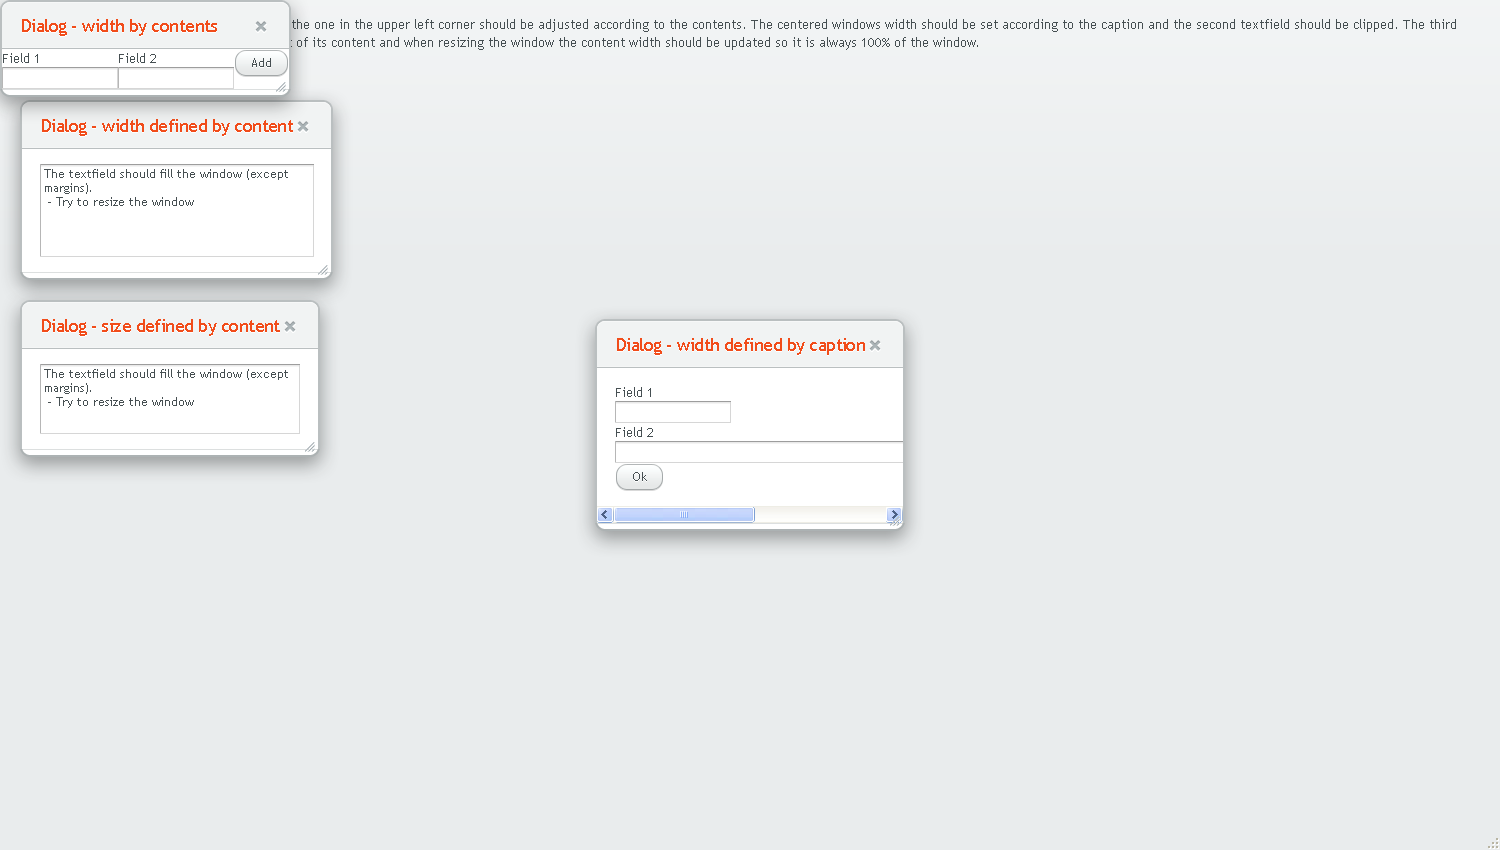 Dialog - width by contents
the one in the upper left corner should be adjusted according to the contents. The centered windows width should be set according to the caption and the second textfield should be clipped. The third
of its content and when resizing the window the content width should be updated so it is always 100% of the window.
Field 1 Field 2 Add
Dialog - width defined by content
The textfield should fill the window (except
margins).
- Try to resize the window
Dialog - size defined by content
The textfield should fill the window (except
margins).
- Try to resize the window
Dialog - width defined by caption
Field 1
Field 2
Ok